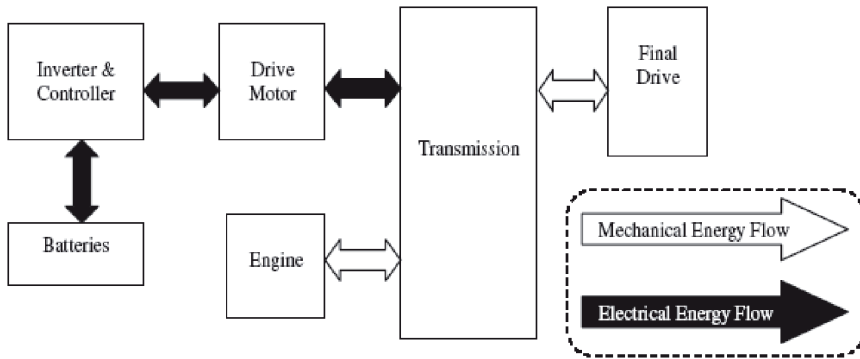 Inverter &
Controller
Drive
Motor
Transmission
Final
Drive
Batteries
Engine
Mechanical Energy Flow
Electrical Energy Flow